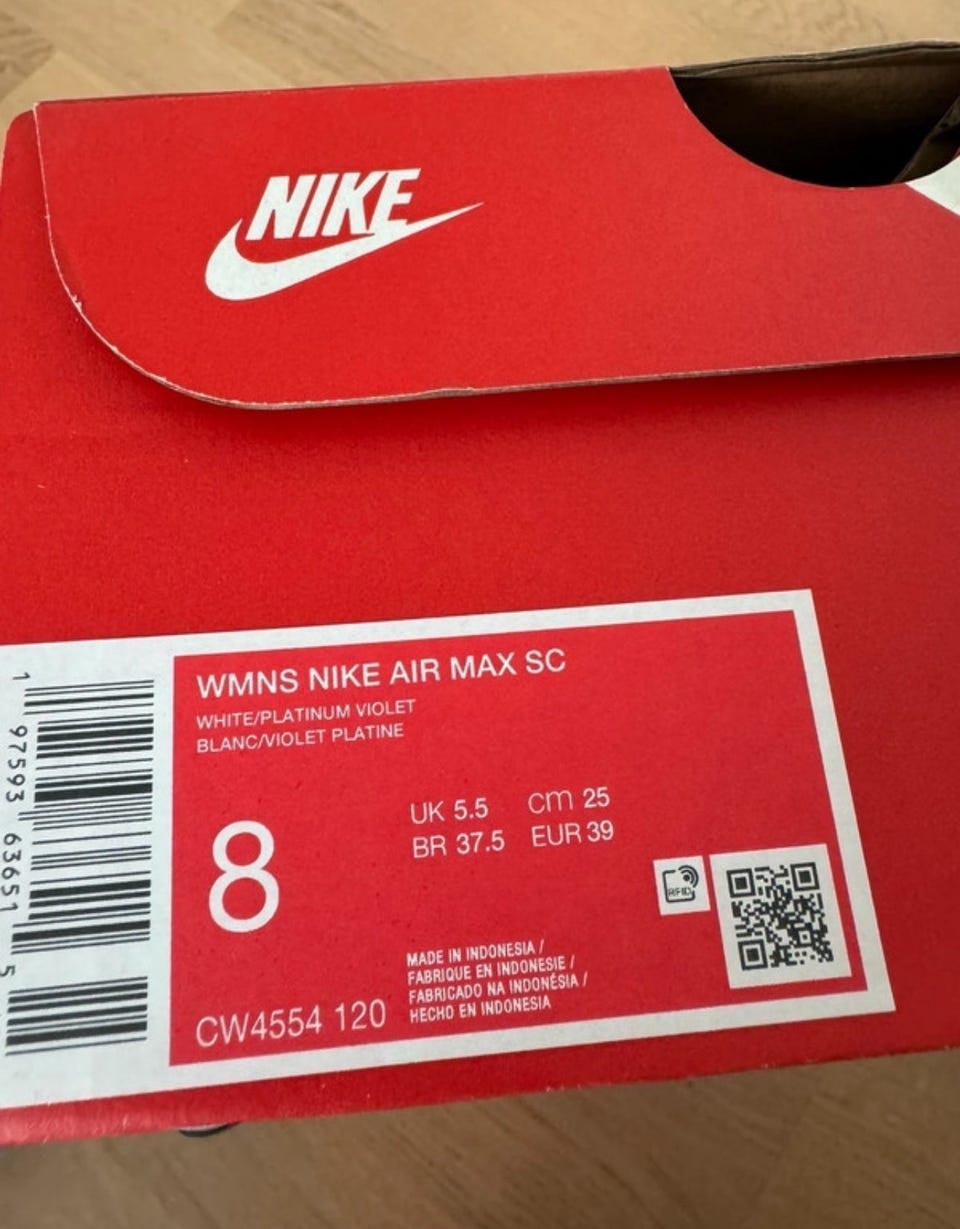 NIKE
WMNS NIKE AIR MAX SC
WHITE/PLATINUM VIOLET
BLANC/VIOLET PLATINE
8
UK 5.5 cm 25
BR 37.5 EUR 39
RFID
MADE IN INDONESIA /
FABRIQUE EN INDONESIE /
FABRICADO NA INDONÉSIA /
HECHO EN INDONESIA
CW4554 120
1 97593 63651 5